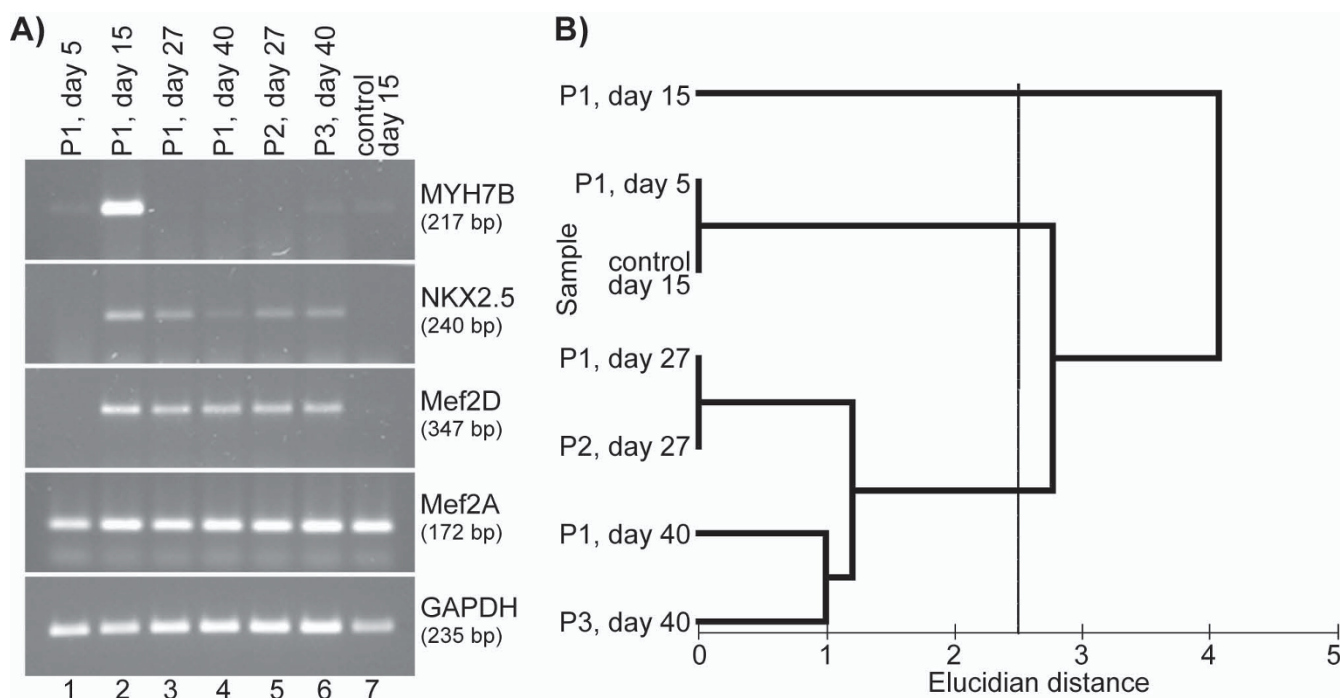 A)
P1, day 5
P1, day 15
P1, day 27
P1, day 40
P2, day 27
P3, day 40
control
day 15
MYH7B
(217 bp)
NKX2.5
(240 bp)
Mef2D
(347 bp)
Mef2A
(172 bp)
GAPDH
(235 bp)
1 2 3 4 5 6 7
B)
P1, day 15
P1, day 5
control
day 15
P1, day 27
P2, day 27
P1, day 40
P3, day 40
Sample
0 1 2 3 4 5
Elucidian distance